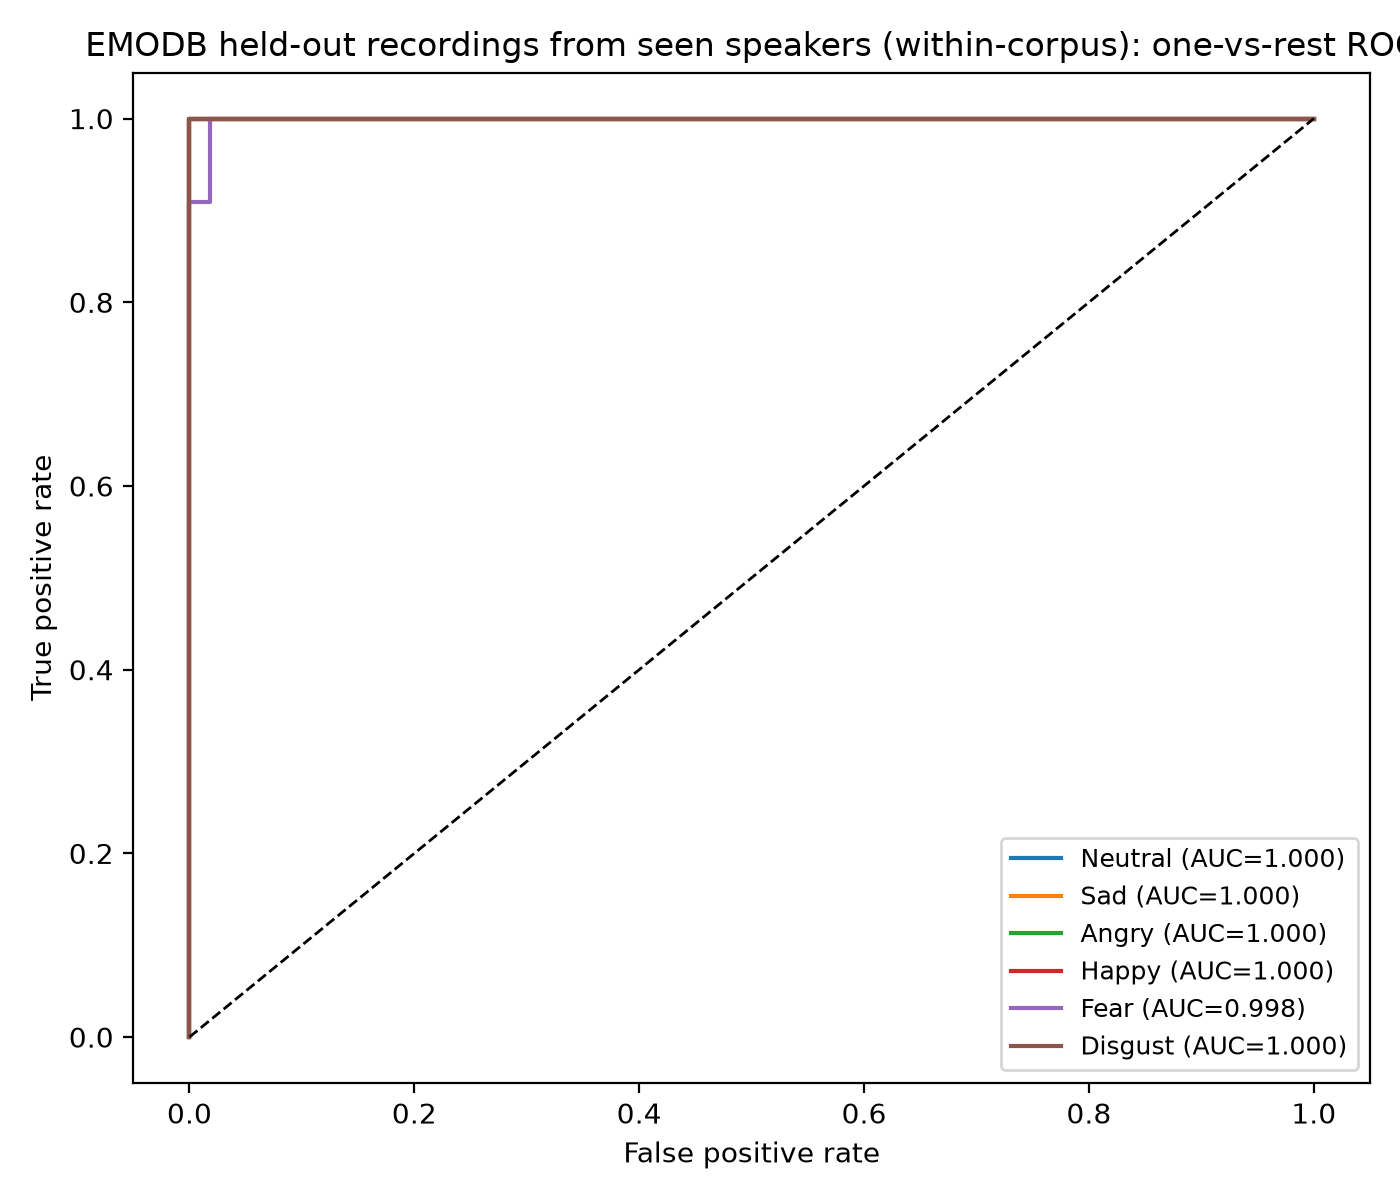 EMODB held-out recordings from seen speakers (within-corpus): one-vs-rest RO
True positive rate
1.0
0.8
0.6
0.4
0.2
0.0
Neutral (AUC=1.000)
Sad (AUC=1.000)
Angry (AUC=1.000)
Happy (AUC=1.000)
Fear (AUC=0.998)
Disgust (AUC=1.000)
0.0 0.2 0.4 0.6 0.8 1.0
False positive rate